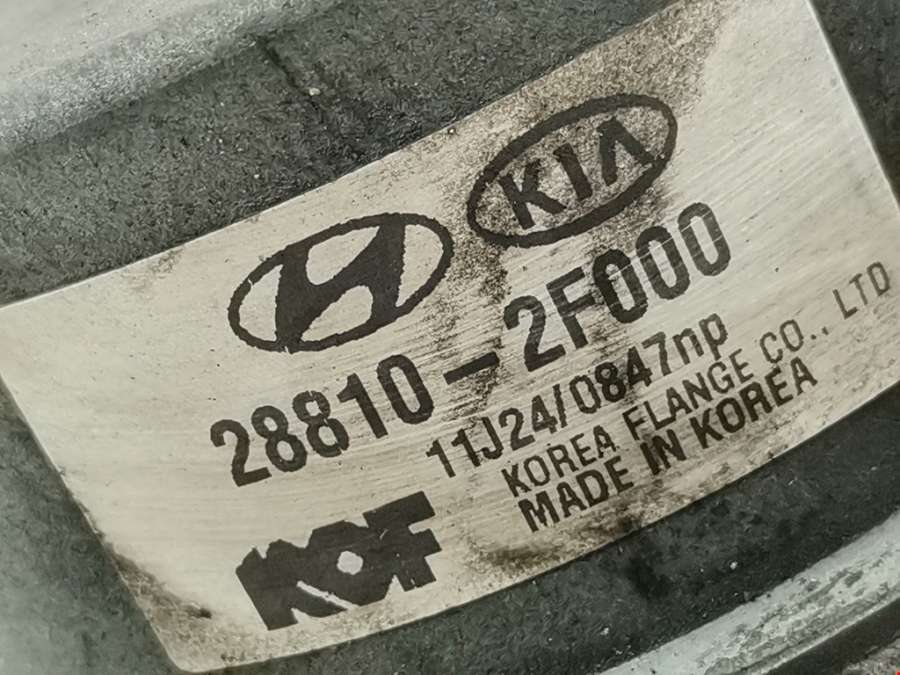 KIA
28810-2F000
11J24/0847np
KOREA FLANGE CO., LTD
MADE IN KOREA
KOF